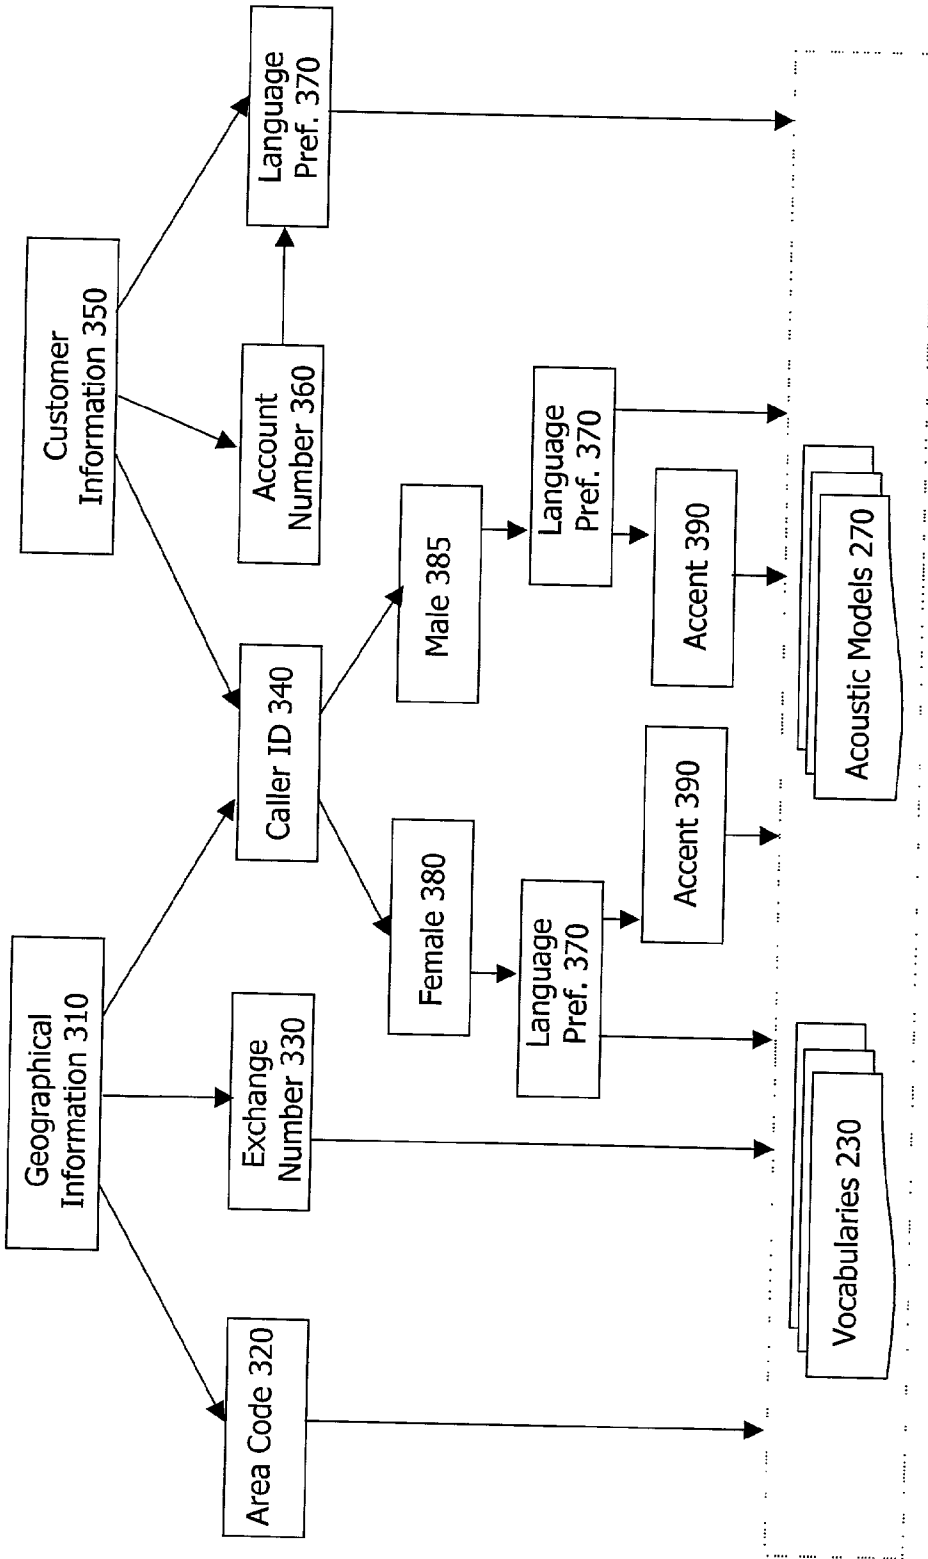 Geographical
Information 310
Customer
Information 350
Area Code 320
Exchange
Number 330
Caller ID 340
Account
Number 360
Language
Pref. 370
Female 380
Male 385
Language
Pref. 370
Language
Pref. 370
Accent 390
Accent 390
Vocabularies 230
Acoustic Models 270